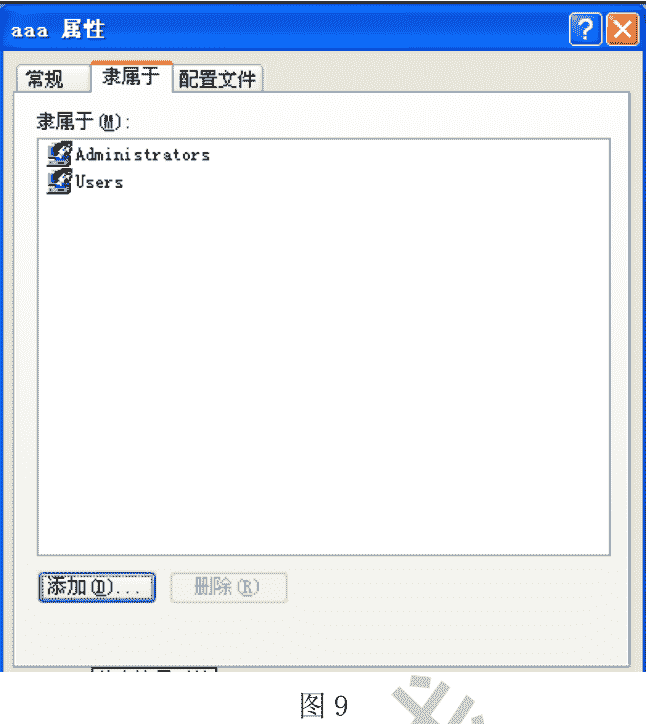 aaa 属性
常规 隶属于 配置文件
隶属于(M):
Administrators
Users
添加(D)... 删除(R)
图 9